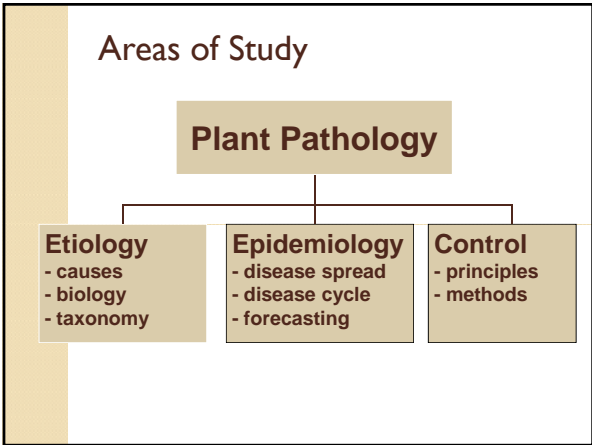 Areas of Study
Plant Pathology
Etiology
- causes
- biology
- taxonomy
Epidemiology
- disease spread
- disease cycle
- forecasting
Control
- principles
- methods